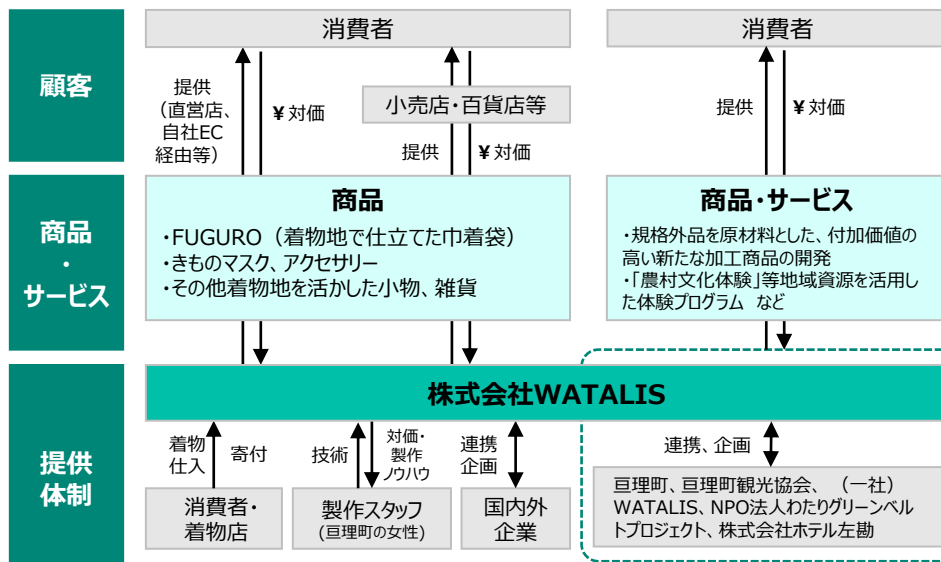 顧客
消費者
消費者
提供
（直営店、
自社EC
経由等）
¥ 対価
小売店・百貨店等
提供
¥ 対価
提供
¥ 対価
商品
・
サービス
商品
・FUGURO（着物地で仕立てた巾着袋）
・きものマスク、アクセサリー
・その他着物地を活かした小物、雑貨
商品・サービス
・規格外品を原材料とした、付加価値の
高い新たな加工商品の開発
・「農村文化体験」等地域資源を活用し
た体験プログラム など
提供
体制
株式会社WATALIS
着物
仕入
寄付
技術
対価・
製作
ノウハウ
連携
企画
連携、企画
消費者・
着物店
製作スタッフ
(亘理町の女性)
国内外
企業
亘理町、亘理町観光協会、（一社）
WATALIS、NPO法人わたりグリーンベル
トプロジェクト、株式会社ホテル左勘